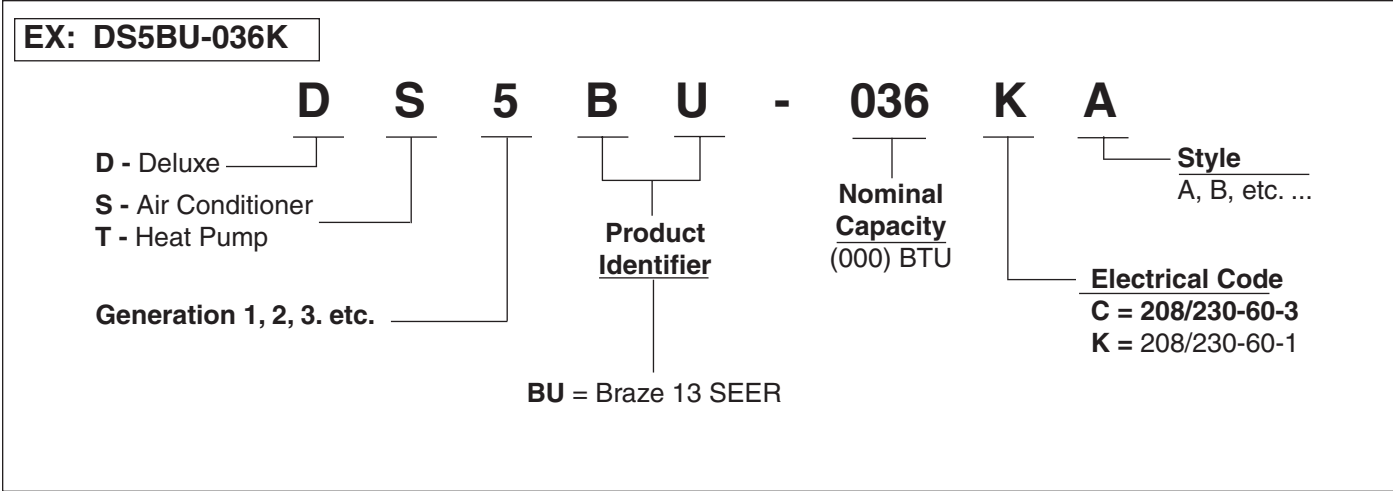 EX: DS5BU-036K
D S 5 B U - 036 K A
D - Deluxe
S - Air Conditioner
T - Heat Pump
Generation 1, 2, 3. etc.
Product
Identifier
BU = Braze 13 SEER
Nominal
Capacity
(000) BTU
Style
A, B, etc. ...
Electrical Code
C = 208/230-60-3
K = 208/230-60-1